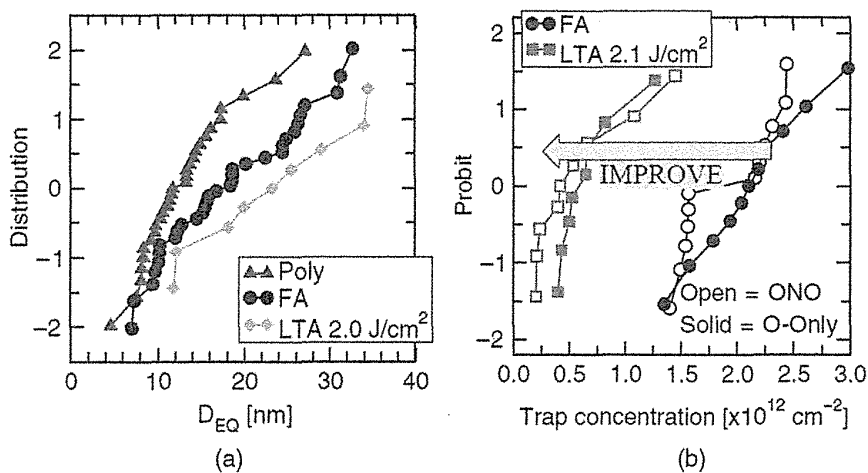 (a)
Distribution
2
1
0
−1
−2
Poly
FA
LTA 2.0 J/cm²
0
10
20
30
40
D_EQ [nm]
(a)
(b)
Probit
2
1
0
−1
−2
FA
LTA 2.1 J/cm²
IMPROVE
Open = ONO
Solid = O-Only
0.0
0.5
1.0
1.5
2.0
2.5
3.0
Trap concentration [x10¹² cm⁻²]
(b)